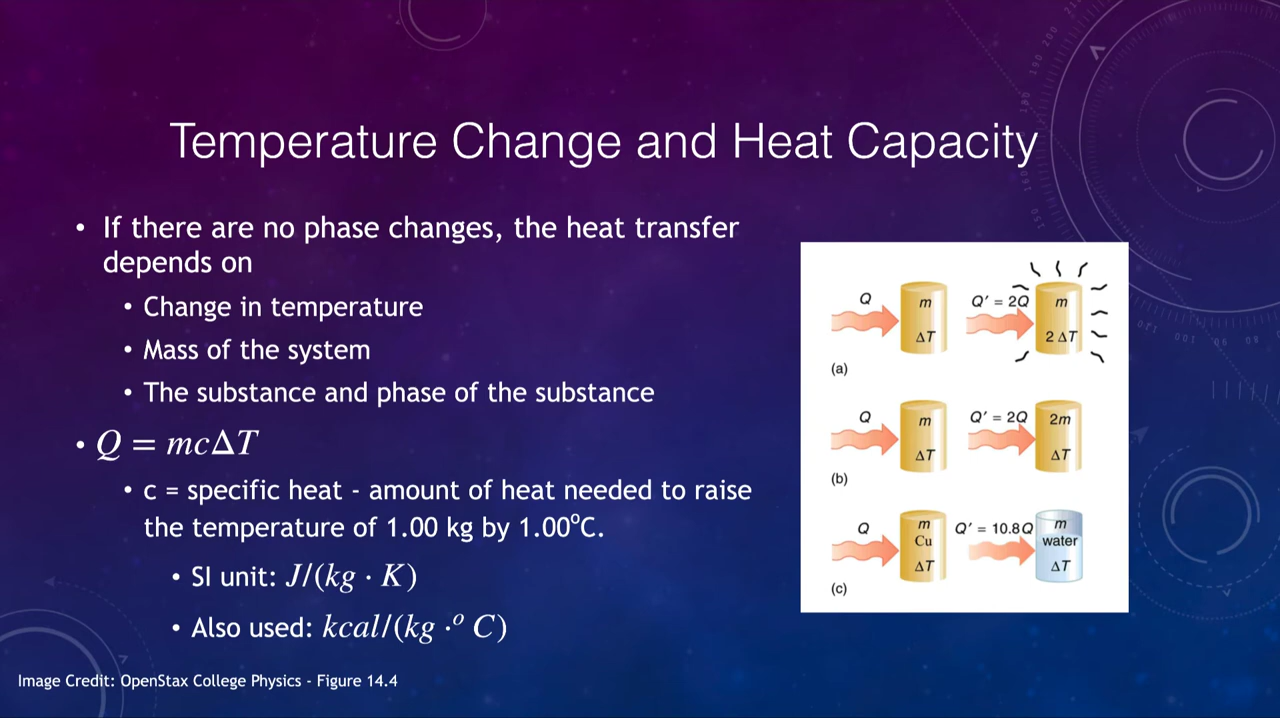 Temperature Change and Heat Capacity
• If there are no phase changes, the heat transfer
depends on
• Change in temperature
• Mass of the system
• The substance and phase of the substance
• Q = mcΔT
• c = specific heat - amount of heat needed to raise
the temperature of 1.00 kg by 1.00°C.
• SI unit: J/(kg · K)
• Also used: kcal/(kg ·° C)
Q m Q' = 2Q m
ΔT 2 ΔT
(a)
Q m Q' = 2Q 2m
ΔT ΔT
(b)
Q m Q' = 10.8Q m
Cu water
ΔT ΔT
(c)
Image Credit: OpenStax College Physics - Figure 14.4